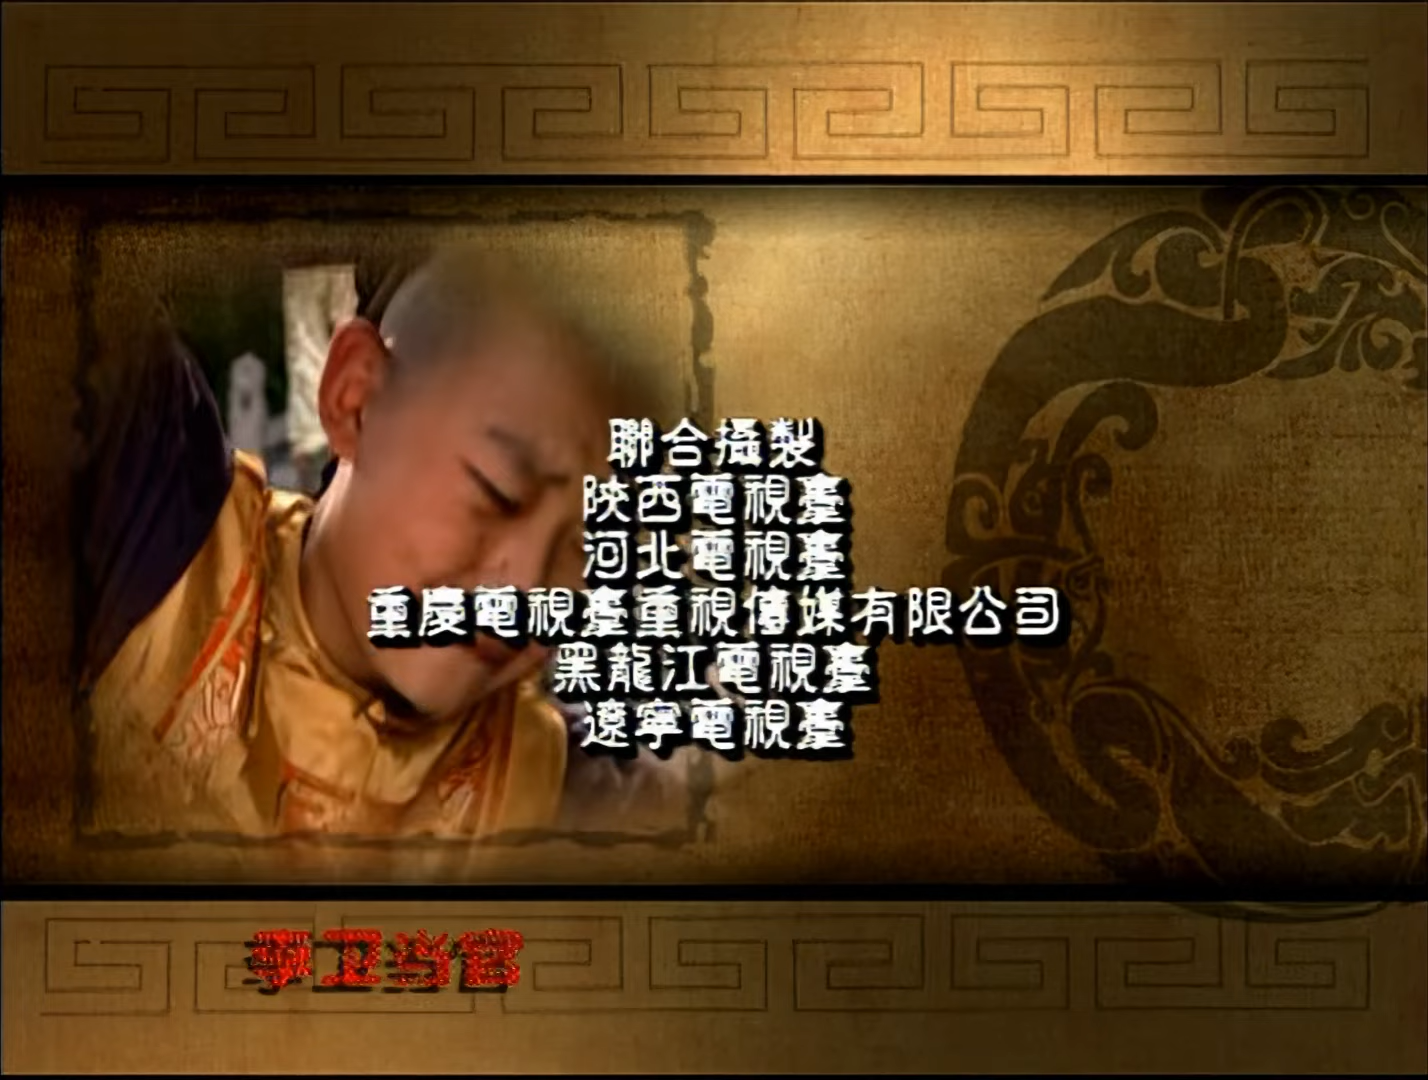 聯合攝製
陝西電視臺
河北電視臺
重慶電視臺重視傳媒有限公司
黑龍江電視臺
遼寧電視臺
李卫当官